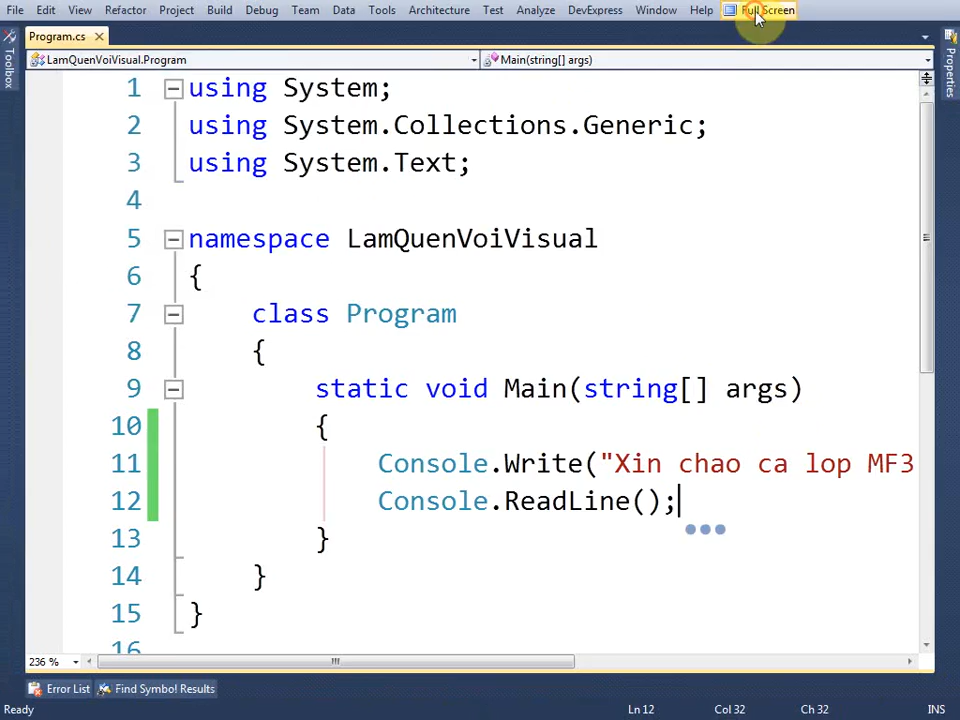 File Edit View Refactor Project Build Debug Team Data Tools Architecture Test Analyze DevExpress Window Help Full Screen
Program.cs
Toolbox
LamQuenVoiVisual.Program
Main(string[] args)
Properties
1 using System;
2 using System.Collections.Generic;
3 using System.Text;
4
5 namespace LamQuenVoiVisual
6 {
7 class Program
8 {
9 static void Main(string[] args)
10 {
11 Console.Write("Xin chao ca lop MF3
12 Console.ReadLine();
13 }
14 }
15 }
16
236 %
Error List Find Symbol Results
Ready Ln 12 Col 32 Ch 32 INS